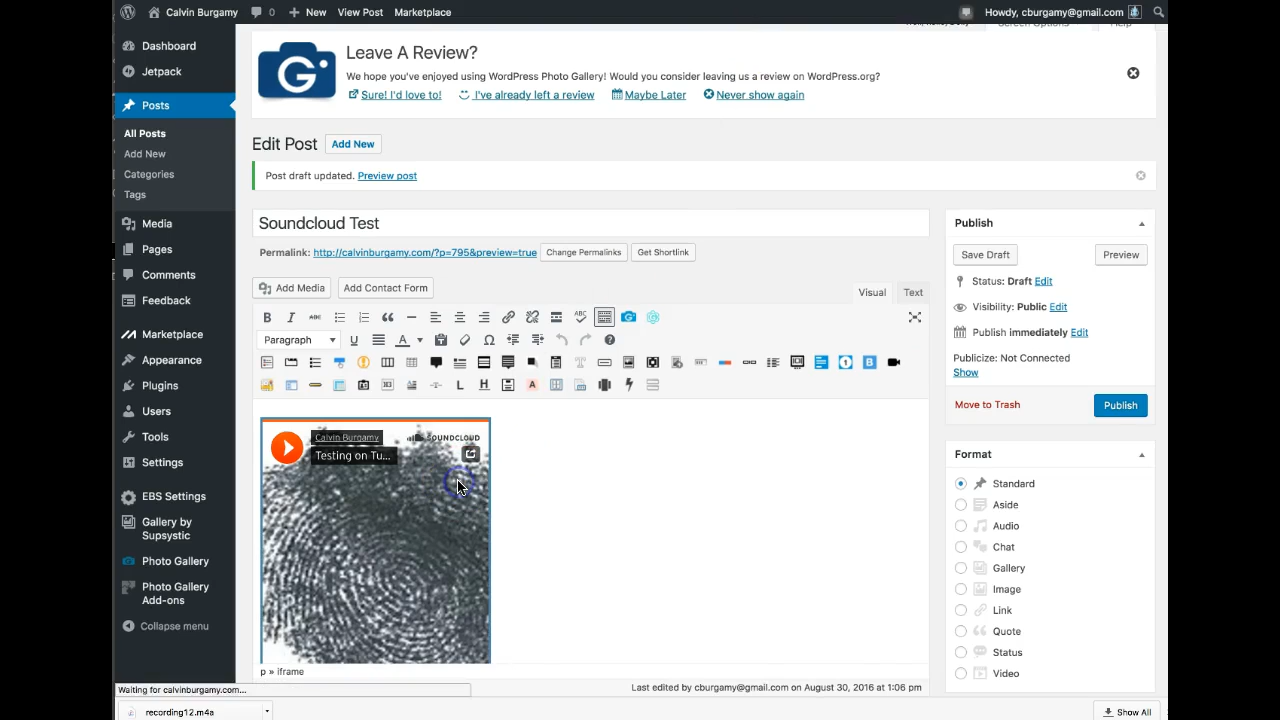 Calvin Burgamy 0 New View Post Marketplace Howdy, cburgamy@gmail.com
Dashboard
Jetpack
Posts
All Posts
Add New
Categories
Tags
Media
Pages
Comments
Feedback
Marketplace
Appearance
Plugins
Users
Tools
Settings
EBS Settings
Gallery by
Supsystic
Photo Gallery
Photo Gallery
Add-ons
Collapse menu
Screen Options Help
Leave A Review?
We hope you've enjoyed using WordPress Photo Gallery! Would you consider leaving us a review on WordPress.org?
Sure! I'd love to! I've already left a review Maybe Later Never show again
Edit Post Add New
Post draft updated. Preview post
Soundcloud Test
Permalink: http://calvinburgamy.com/?p=795&preview=true Change Permalinks Get Shortlink
Add Media Add Contact Form Visual Text
Paragraph
Calvin Burgamy SOUNDCLOUD
Testing on Tu...
p » iframe
Last edited by cburgamy@gmail.com on August 30, 2016 at 1:06 pm
Publish
Save Draft Preview
Status: Draft Edit
Visibility: Public Edit
Publish immediately Edit
Publicize: Not Connected
Show
Move to Trash Publish
Format
Standard
Aside
Audio
Chat
Gallery
Image
Link
Quote
Status
Video
Waiting for calvinburgamy.com...
recording12.m4a Show All